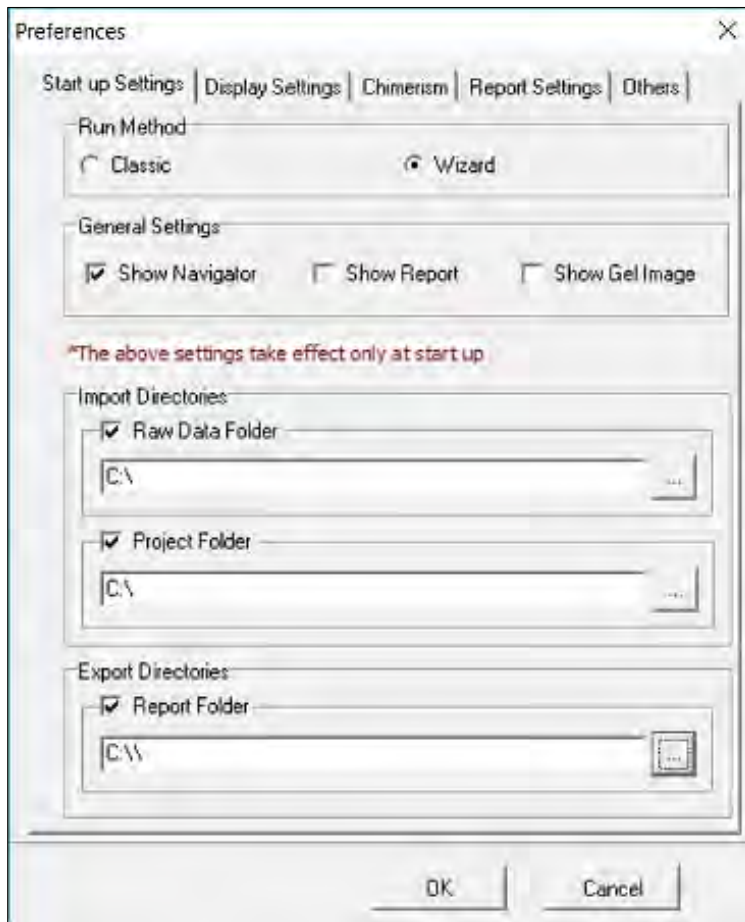 Preferences
Start up Settings Display Settings Chimerism Report Settings Others
Run Method
Classic Wizard
General Settings
Show Navigator Show Report Show Gel Image
*The above settings take effect only at start up
Import Directories
Raw Data Folder
C:\
...
Project Folder
C:\
...
Export Directories
Report Folder
C:\\
...
OK Cancel